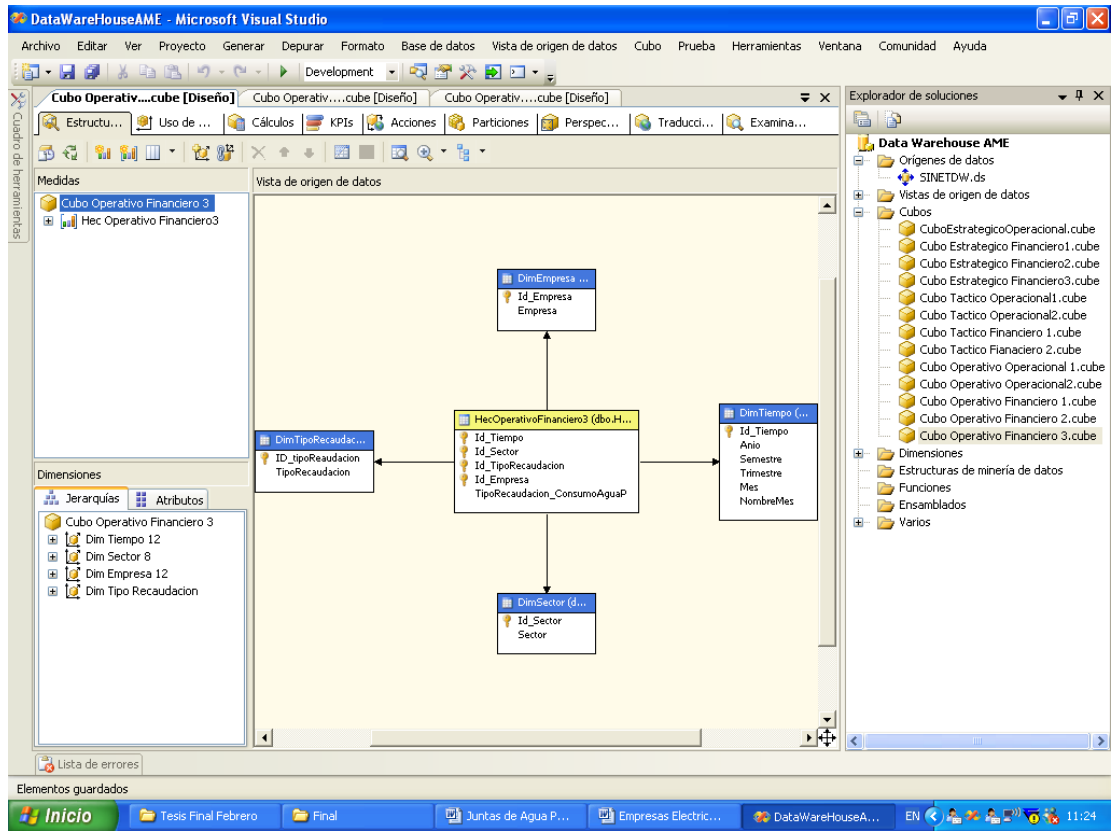 DataWareHouseAME - Microsoft Visual Studio
Archivo Editar Ver Proyecto Generar Depurar Formato Base de datos Vista de origen de datos Cubo Prueba Herramientas Ventana Comunidad Ayuda
Development
Cuadro de herramientas
Cubo Operativ....cube [Diseño] Cubo Operativ....cube [Diseño] Cubo Operativ....cube [Diseño]
Estructu... Uso de ... Cálculos KPIs Acciones Particiones Perspec... Traducci... Examina...
Medidas
Cubo Operativo Financiero 3
Hec Operativo Financiero3
Dimensiones
Jerarquías Atributos
Cubo Operativo Financiero 3
Dim Tiempo 12
Dim Sector 8
Dim Empresa 12
Dim Tipo Recaudacion
Vista de origen de datos
DimEmpresa ...
Id_Empresa
Empresa
DimTipoRecaudac...
ID_tipoReaudacion
TipoRecaudacion
HecOperativoFinanciero3 (dbo.H...
Id_Tiempo
Id_Sector
Id_TipoRecaudacion
Id_Empresa
TipoRecaudacion_ConsumoAguaP
DimTiempo (...
Id_Tiempo
Anio
Semestre
Trimestre
Mes
NombreMes
DimSector (d...
Id_Sector
Sector
Explorador de soluciones
Data Warehouse AME
Orígenes de datos
SINETDW.ds
Vistas de origen de datos
Cubos
CuboEstrategicoOperacional.cube
Cubo Estrategico Financiero1.cube
Cubo Estrategico Financiero2.cube
Cubo Estrategico Financiero3.cube
Cubo Tactico Operacional1.cube
Cubo Tactico Operacional2.cube
Cubo Tactico Financiero 1.cube
Cubo Tactico Fianaciero 2.cube
Cubo Operativo Operacional 1.cube
Cubo Operativo Operacional2.cube
Cubo Operativo Financiero 1.cube
Cubo Operativo Financiero 2.cube
Cubo Operativo Financiero 3.cube
Dimensiones
Estructuras de minería de datos
Funciones
Ensamblados
Varios
Lista de errores
Elementos guardados
Inicio Tesis Final Febrero Final Juntas de Agua P... Empresas Electric... DataWareHouseA... EN 11:24